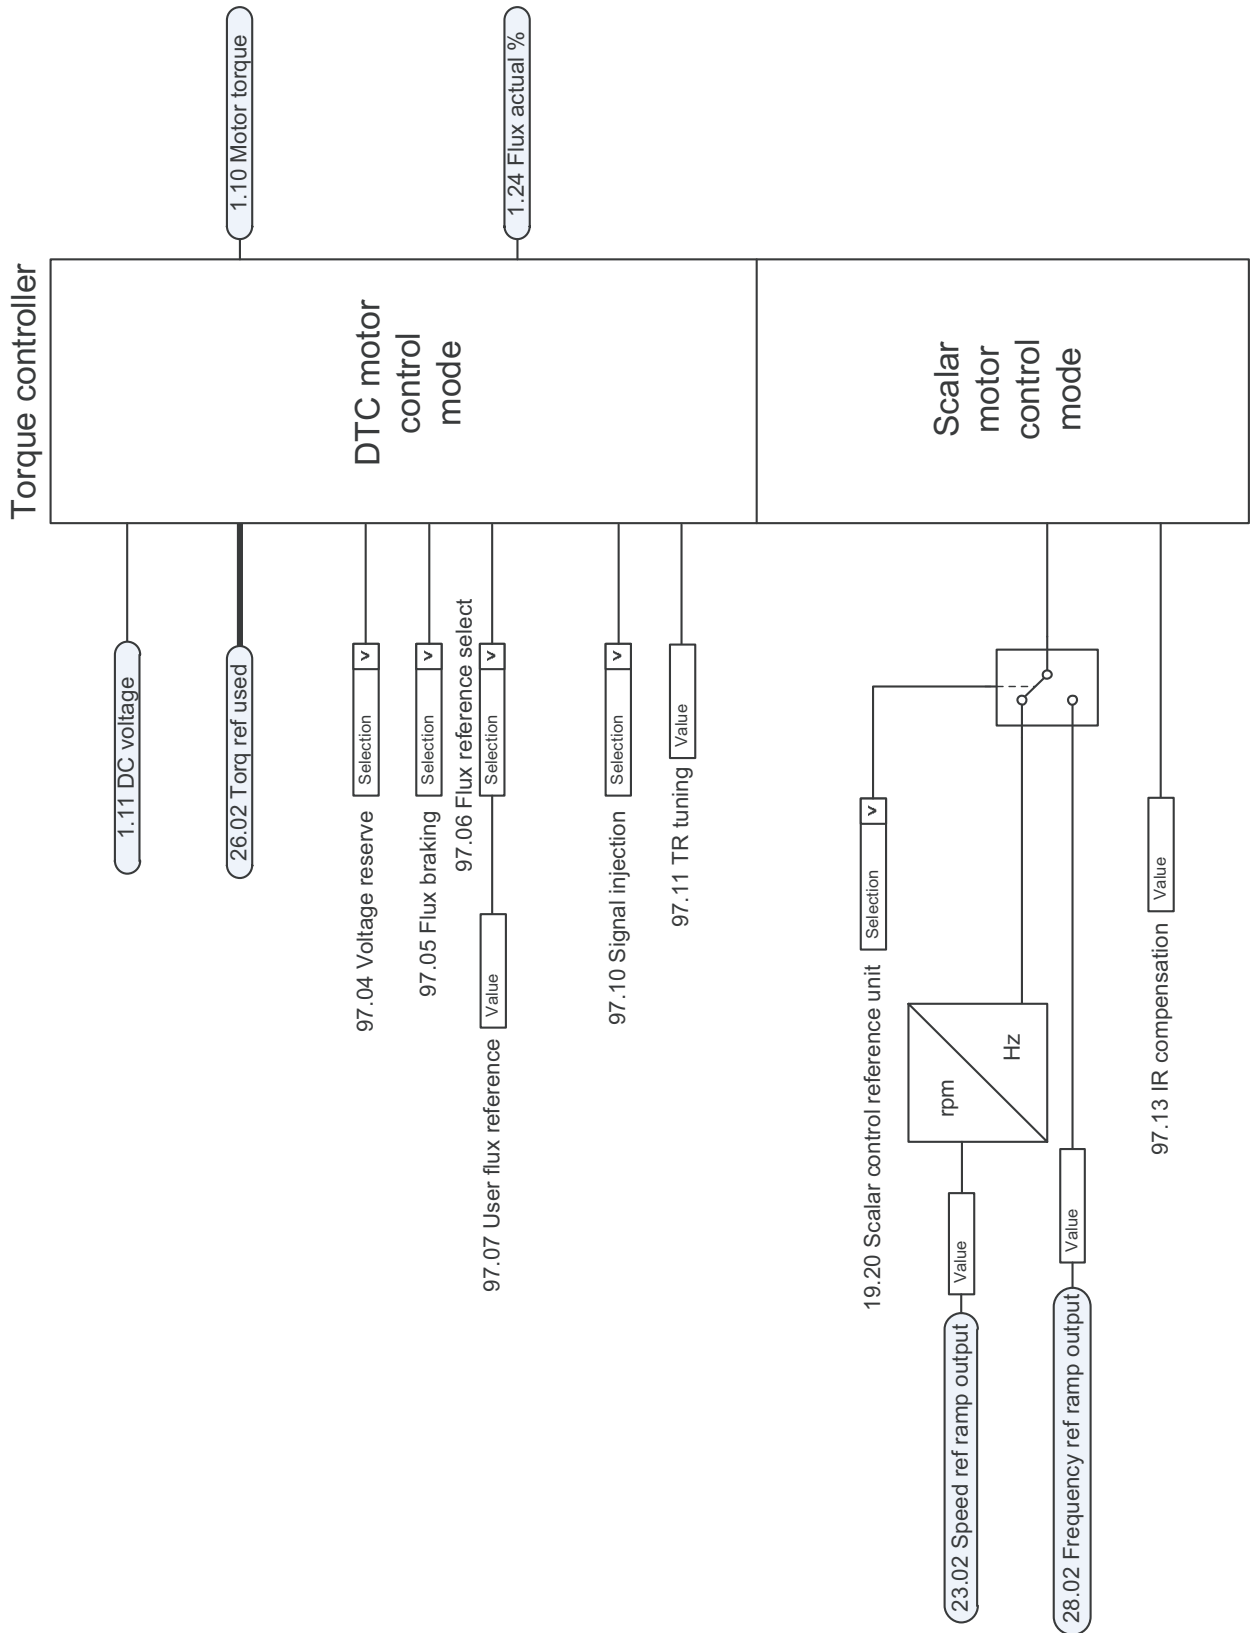 Torque controller
1.11 DC voltage
26.02 Torq ref used
1.10 Motor torque
DTC motor
control
mode
97.04 Voltage reserve
Selection
v
97.05 Flux braking
Selection
v
97.06 Flux reference select
97.07 User flux reference
Value
Selection
v
1.24 Flux actual %
97.10 Signal injection
Selection
v
97.11 TR tuning
Value
19.20 Scalar control reference unit
Selection
v
Scalar
motor
control
mode
23.02 Speed ref ramp output
Value
rpm
Hz
28.02 Frequency ref ramp output
Value
97.13 IR compensation
Value